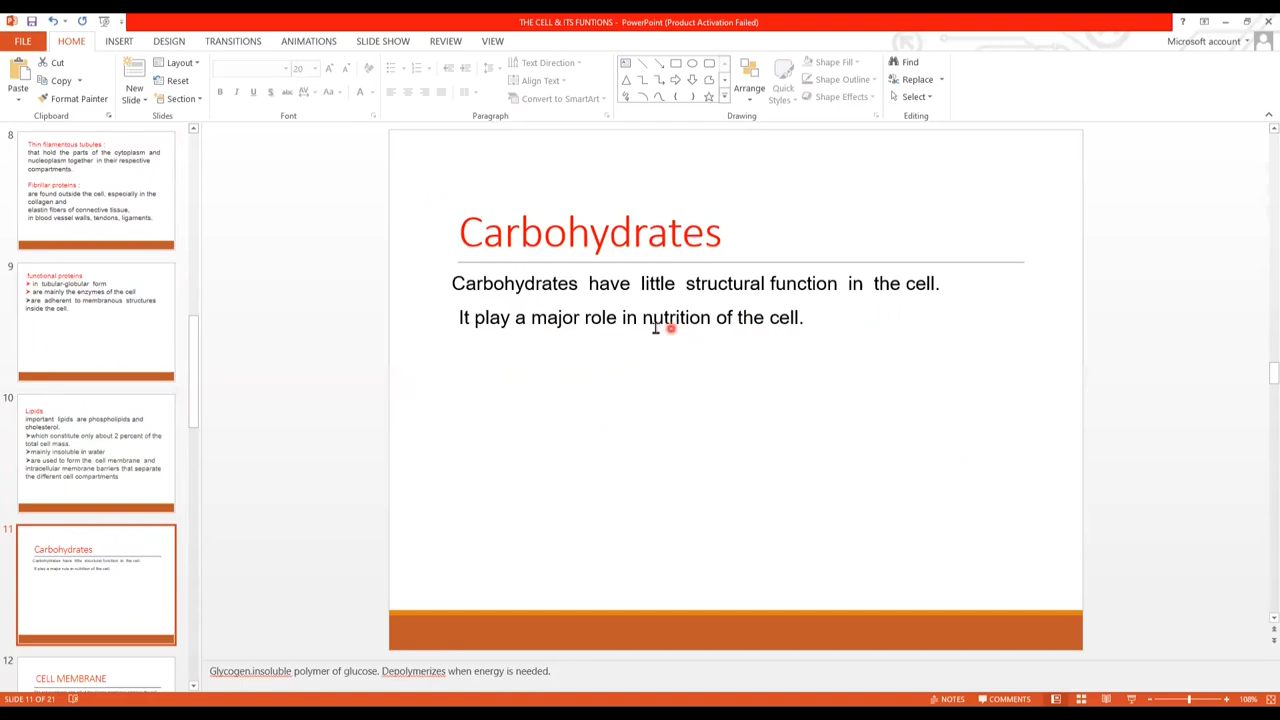 THE CELL & ITS FUNTIONS - PowerPoint (Product Activation Failed)
FILE HOME INSERT DESIGN TRANSITIONS ANIMATIONS SLIDE SHOW REVIEW VIEW Microsoft account
Paste
Cut
Copy
Format Painter
Clipboard
New
Slide
Layout
Reset
Section
Slides
20
Font
Text Direction
Align Text
Convert to SmartArt
Paragraph
Arrange
Quick
Styles
Shape Fill
Shape Outline
Shape Effects
Drawing
Find
Replace
Select
Editing
8
Thin filamentous tubules :
that hold the parts of the cytoplasm and
nucleoplasm together in their respective
compartments.
Fibrillar proteins :
are found outside the cell, especially in the
collagen and
elastin fibers of connective tissue,
in blood vessel walls, tendons, ligaments.
9
functional proteins
in tubular-globular form
are mainly the enzymes of the cell
are adherent to membranous structures
inside the cell.
10
Lipids
important lipids are phospholipids and
cholesterol.
which constitute only about 2 percent of the
total cell mass.
mainly insoluble in water
are used to form the cell membrane and
intracellular membrane barriers that separate
the different cell compartments
11
Carbohydrates
Carbohydrates have little structural function in the cell.
It play a major role in nutrition of the cell.
12
CELL MEMBRANE
Carbohydrates
Carbohydrates have little structural function in the cell.
It play a major role in nutrition of the cell.
Glycogen.insoluble polymer of glucose. Depolymerizes when energy is needed.
SLIDE 11 OF 21 NOTES COMMENTS 108%